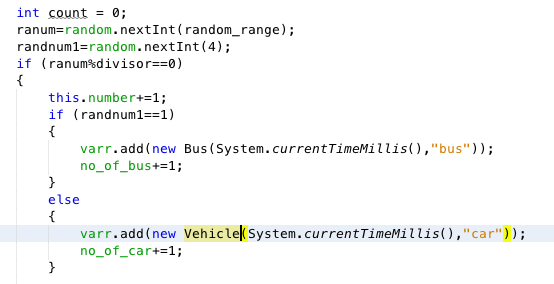 int count = 0;
ranum=random.nextInt(random_range);
randnum1=random.nextInt(4);
if (ranum%divisor==0)
{
this.number+=1;
if (randnum1==1)
{
varr.add(new Bus(System.currentTimeMillis(),"bus"));
no_of_bus+=1;
}
else
{
varr.add(new Vehicle(System.currentTimeMillis(),"car"));
no_of_car+=1;
}